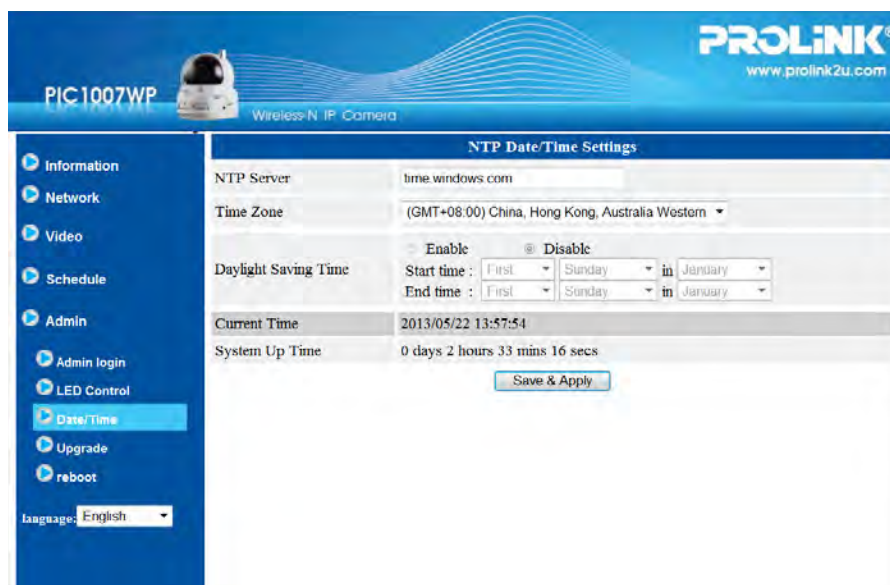 PROLiNK®
www.prolink2u.com
PIC1007WP
Wireless-N IP Camera
Information
Network
Video
Schedule
Admin
Admin login
LED Control
Date/Time
Upgrade
reboot
language: English
NTP Date/Time Settings
NTP Server time.windows.com
Time Zone (GMT+08:00) China, Hong Kong, Australia Western
Daylight Saving Time
Enable Disable
Start time : First Sunday in January
End time : First Sunday in January
Current Time 2013/05/22 13:57:54
System Up Time 0 days 2 hours 33 mins 16 secs
Save & Apply